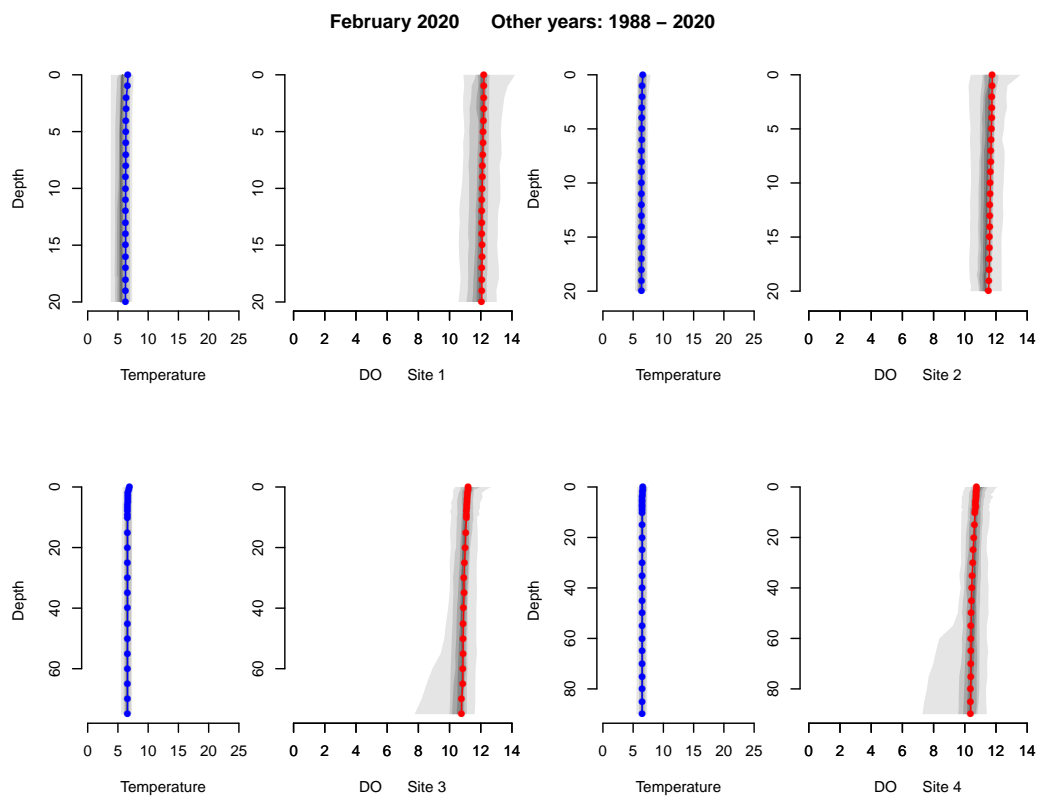 February 2020 Other years: 1988 – 2020
0 5 10 15 20
Depth
0 5 10 15 20 25
Temperature
0 5 10 15 20
0 2 4 6 8 10 12 14
DO Site 1
0 5 10 15 20
Depth
0 5 10 15 20 25
Temperature
0 5 10 15 20
0 2 4 6 8 10 12 14
DO Site 2
0 20 40 60
Depth
0 5 10 15 20 25
Temperature
0 20 40 60
0 2 4 6 8 10 12 14
DO Site 3
0 20 40 60 80
Depth
0 5 10 15 20 25
Temperature
0 20 40 60 80
0 2 4 6 8 10 12 14
DO Site 4